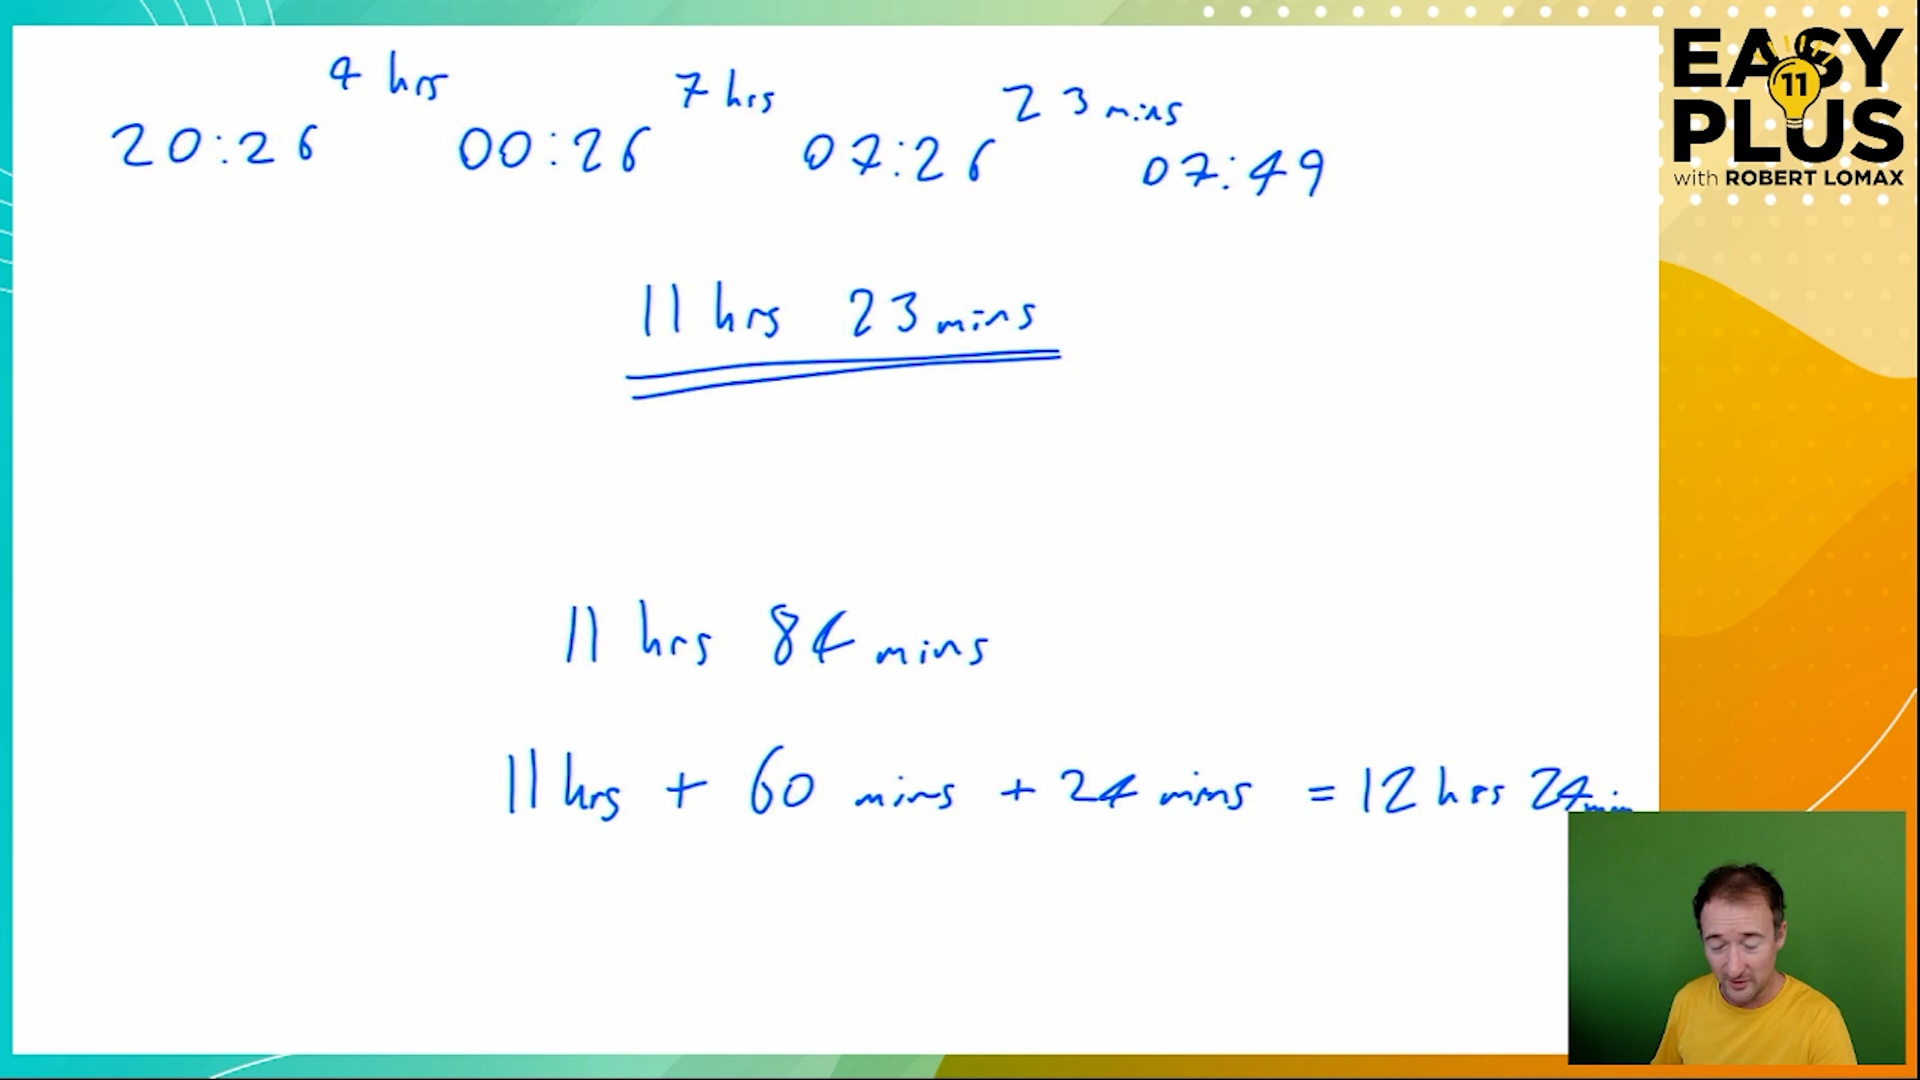 4 hrs 7 hrs 23 mins
20:26 00:26 07:26 07:49
11 hrs 23 mins
11 hrs 84 mins
11 hrs + 60 mins + 24 mins = 12 hrs 24 min
EASY
11
PLUS
with ROBERT LOMAX